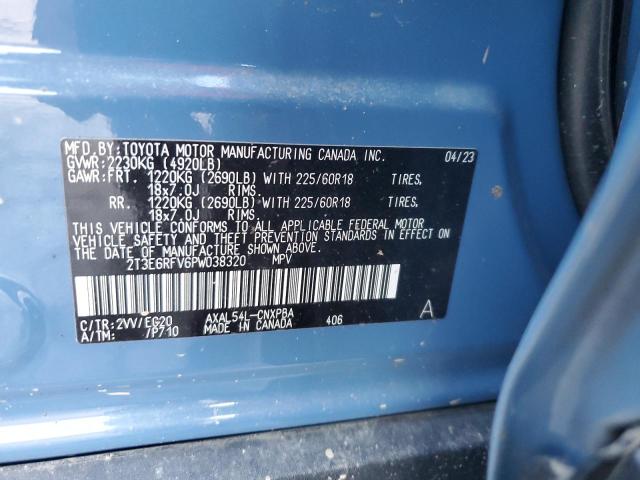 MFD.BY:TOYOTA MOTOR MANUFACTURING CANADA INC. 04/23
GVWR:2230KG (4920LB)
GAWR:FRT. 1220KG (2690LB) WITH 225/60R18 TIRES.
18x7.0J RIMS.
RR. 1220KG (2690LB) WITH 225/60R18 TIRES.
18x7.0J RIMS.
THIS VEHICLE CONFORMS TO ALL APPLICABLE FEDERAL MOTOR
VEHICLE SAFETY AND THEFT PREVENTION STANDARDS IN EFFECT
ON THE DATE OF MANUFACTURE SHOWN ABOVE.
2T3E6RFV6PW038320 MPV
C/TR:2VV/EG20 AXAL54L-CNXPBA A
A/TM: /P710 MADE IN CANADA 406